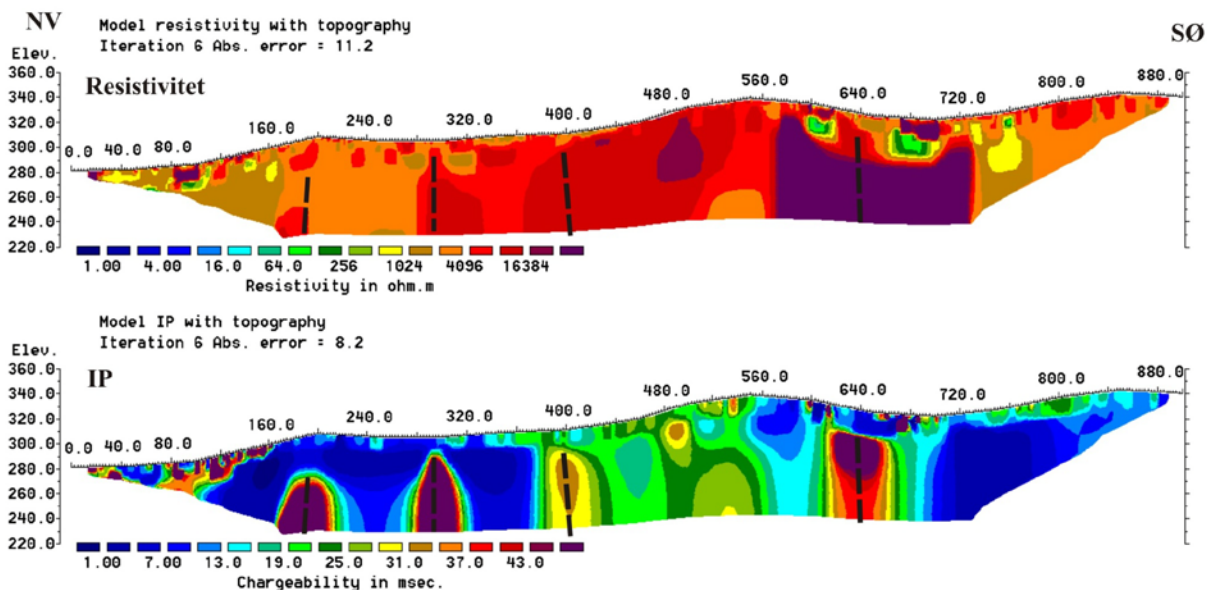 NV
Model resistivity with topography
Iteration 6 Abs. error = 11.2
SØ
Elev.
Resistivitet
360.0
340.0
320.0
300.0
280.0
260.0
240.0
220.0
0.0 40.0 80.0 160.0 240.0 320.0 400.0 480.0 560.0 640.0 720.0 800.0 880.0
1.00 4.00 16.0 64.0 256 1024 4096 16384
Resistivity in ohm.m
Model IP with topography
Iteration 6 Abs. error = 8.2
Elev.
IP
360.0
340.0
320.0
300.0
280.0
260.0
240.0
220.0
0.0 40.0 80.0 160.0 240.0 320.0 400.0 480.0 560.0 640.0 720.0 800.0 880.0
1.00 7.00 13.0 19.0 25.0 31.0 37.0 43.0
Chargeability in msec.